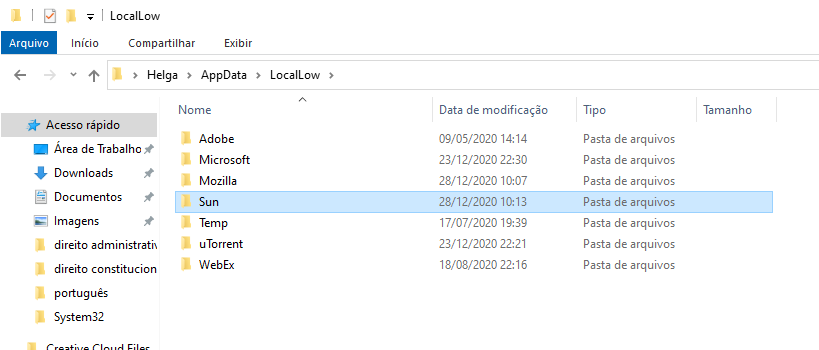 LocalLow
Arquivo Início Compartilhar Exibir
Helga AppData LocalLow
Nome Data de modificação Tipo Tamanho
Acesso rápido
Área de Trabalho
Downloads
Documentos
Imagens
direito administrativ
direito constitucion
português
System32
Creative Cloud Files
Adobe 09/05/2020 14:14 Pasta de arquivos
Microsoft 23/12/2020 22:30 Pasta de arquivos
Mozilla 28/12/2020 10:07 Pasta de arquivos
Sun 28/12/2020 10:13 Pasta de arquivos
Temp 17/07/2020 19:39 Pasta de arquivos
uTorrent 23/12/2020 22:21 Pasta de arquivos
WebEx 18/08/2020 22:16 Pasta de arquivos